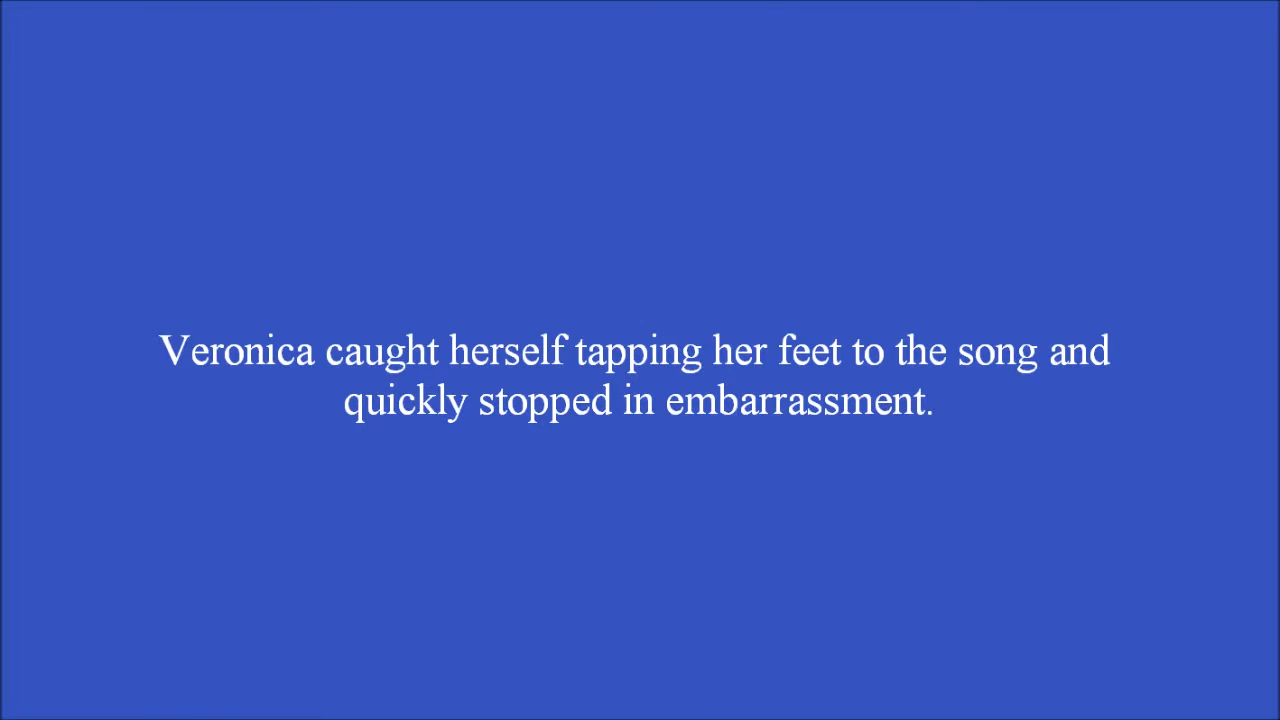 Veronica caught herself tapping her feet to the song and
quickly stopped in embarrassment.